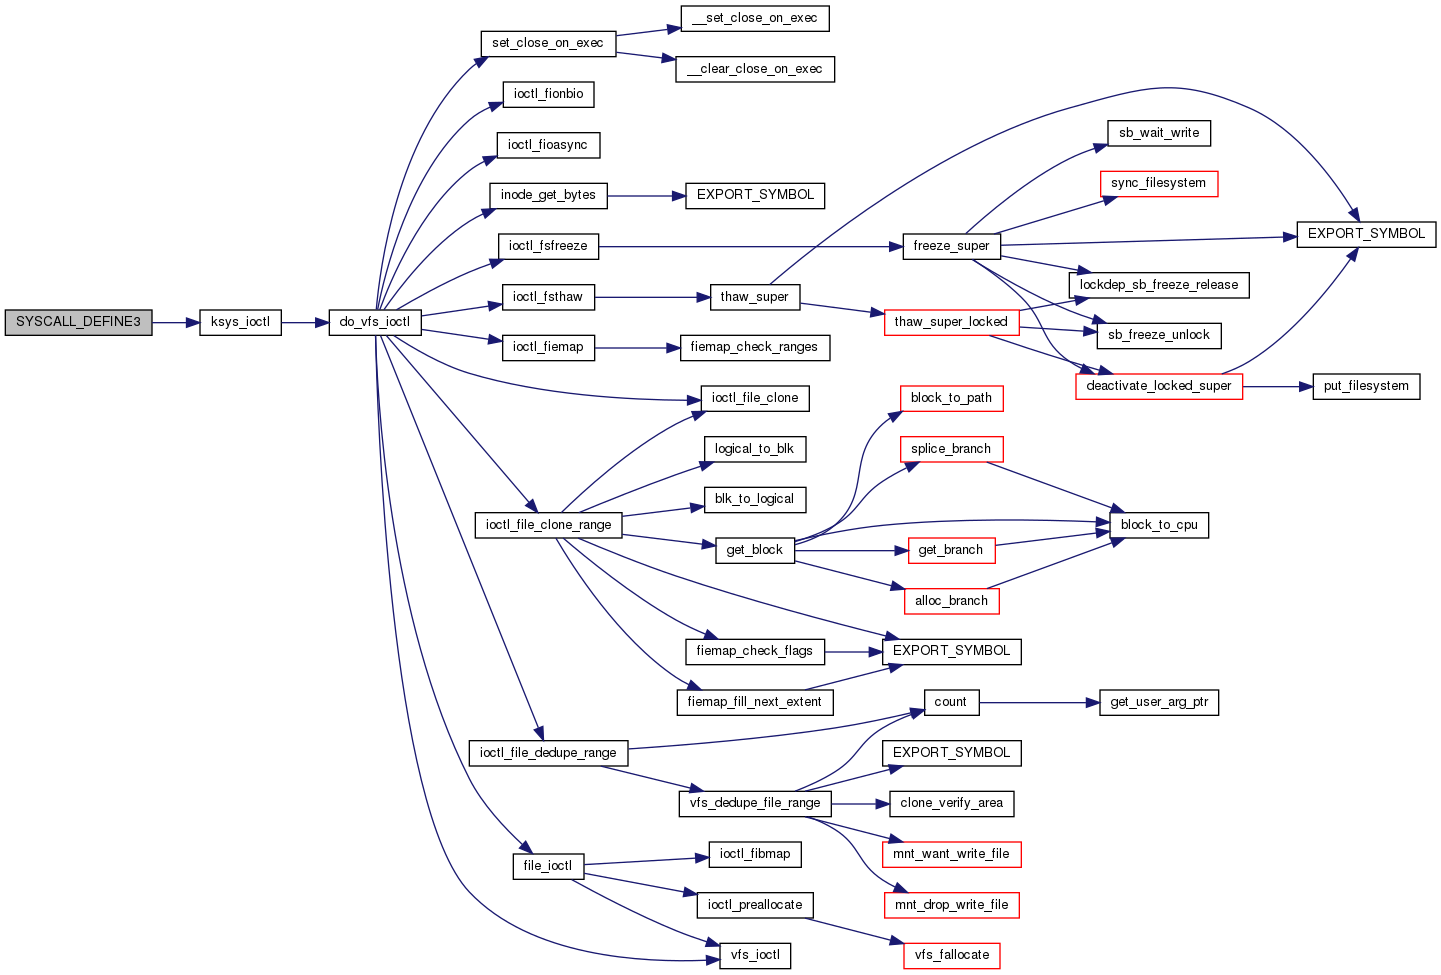 __set_close_on_exec
set_close_on_exec
__clear_close_on_exec
ioctl_fionbio
sb_wait_write
ioctl_fioasync
sync_filesystem
inode_get_bytes
EXPORT_SYMBOL
EXPORT_SYMBOL
ioctl_fsfreeze
freeze_super
lockdep_sb_freeze_release
ioctl_fsthaw
thaw_super
SYSCALL_DEFINE3
ksys_ioctl
do_vfs_ioctl
thaw_super_locked
sb_freeze_unlock
ioctl_fiemap
fiemap_check_ranges
deactivate_locked_super
put_filesystem
ioctl_file_clone
block_to_path
logical_to_blk
splice_branch
blk_to_logical
ioctl_file_clone_range
block_to_cpu
get_block
get_branch
alloc_branch
fiemap_check_flags
EXPORT_SYMBOL
fiemap_fill_next_extent
count
get_user_arg_ptr
ioctl_file_dedupe_range
EXPORT_SYMBOL
vfs_dedupe_file_range
clone_verify_area
ioctl_fibmap
mnt_want_write_file
file_ioctl
ioctl_preallocate
mnt_drop_write_file
vfs_ioctl
vfs_fallocate